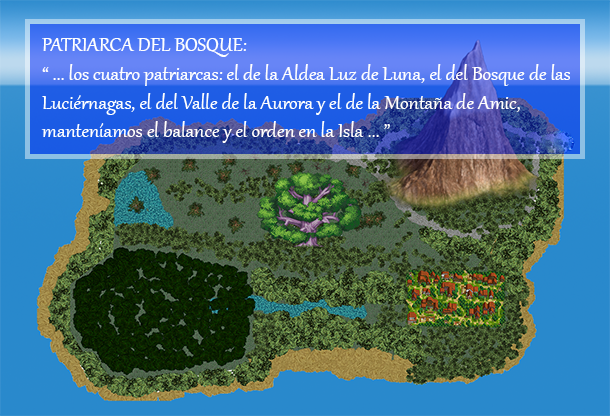 PATRIARCA DEL BOSQUE:
“ ... los cuatro patriarcas: el de la Aldea Luz de Luna, el del Bosque de las
Luciérnagas, el del Valle de la Aurora y el de la Montaña de Amic,
manteníamos el balance y el orden en la Isla ... ”